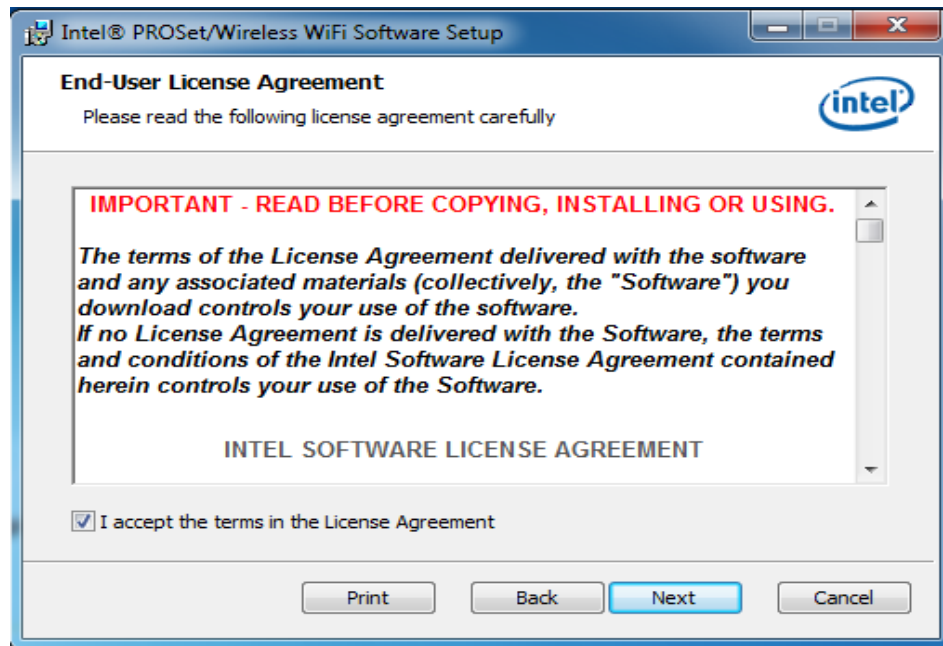 Intel® PROSet/Wireless WiFi Software Setup
End-User License Agreement
Please read the following license agreement carefully
intel
IMPORTANT - READ BEFORE COPYING, INSTALLING OR USING.
The terms of the License Agreement delivered with the software
and any associated materials (collectively, the "Software") you
download controls your use of the software.
If no License Agreement is delivered with the Software, the terms
and conditions of the Intel Software License Agreement contained
herein controls your use of the Software.
INTEL SOFTWARE LICENSE AGREEMENT
I accept the terms in the License Agreement
Print
Back
Next
Cancel